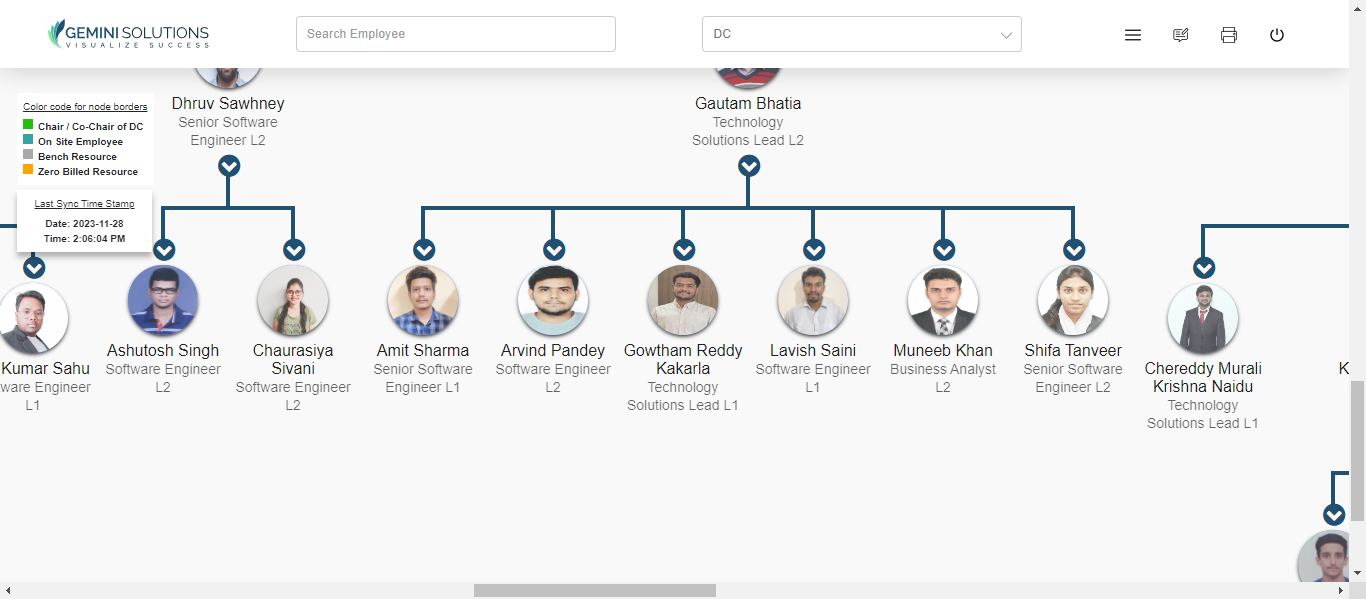 GEMINI SOLUTIONS
VISUALIZE SUCCESS
Search Employee
DC
Color code for node borders
Chair / Co-Chair of DC
On Site Employee
Bench Resource
Zero Billed Resource
Last Sync Time Stamp
Date: 2023-11-28
Time: 2:06:04 PM
Dhruv Sawhney
Senior Software
Engineer L2
Gautam Bhatia
Technology
Solutions Lead L2
Kumar Sahu
ware Engineer
L1
Ashutosh Singh
Software Engineer
L2
Chaurasiya
Sivani
Software Engineer
L2
Amit Sharma
Senior Software
Engineer L1
Arvind Pandey
Software Engineer
L2
Gowtham Reddy
Kakarla
Technology
Solutions Lead L1
Lavish Saini
Software Engineer
L1
Muneeb Khan
Business Analyst
L2
Shifa Tanveer
Senior Software
Engineer L2
Chereddy Murali
Krishna Naidu
Technology
Solutions Lead L1
K